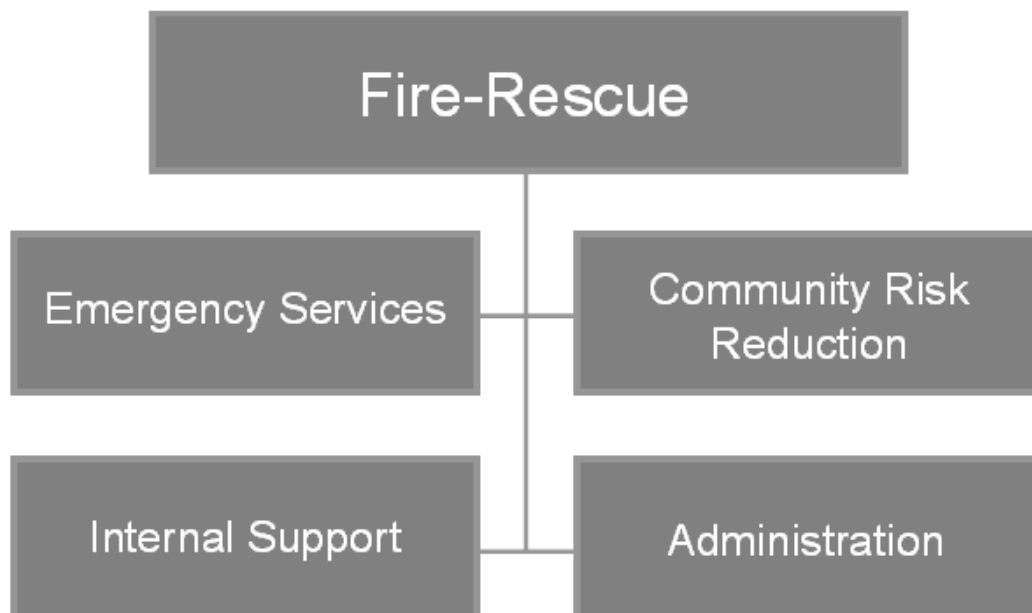 Fire-Rescue
Emergency Services
Community Risk
Reduction
Internal Support
Administration